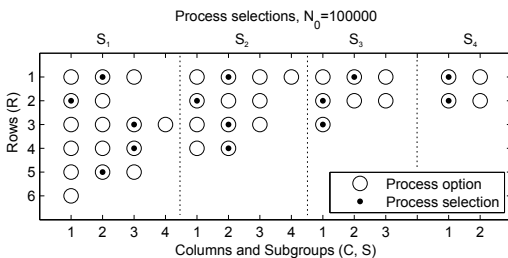 Process selections, N0=100000
S1 S2 S3 S4
1
2
3
4
5
6
Rows (R)
Process option
Process selection
1 2 3 4 1 2 3 4 1 2 3 1 2
Columns and Subgroups (C, S)